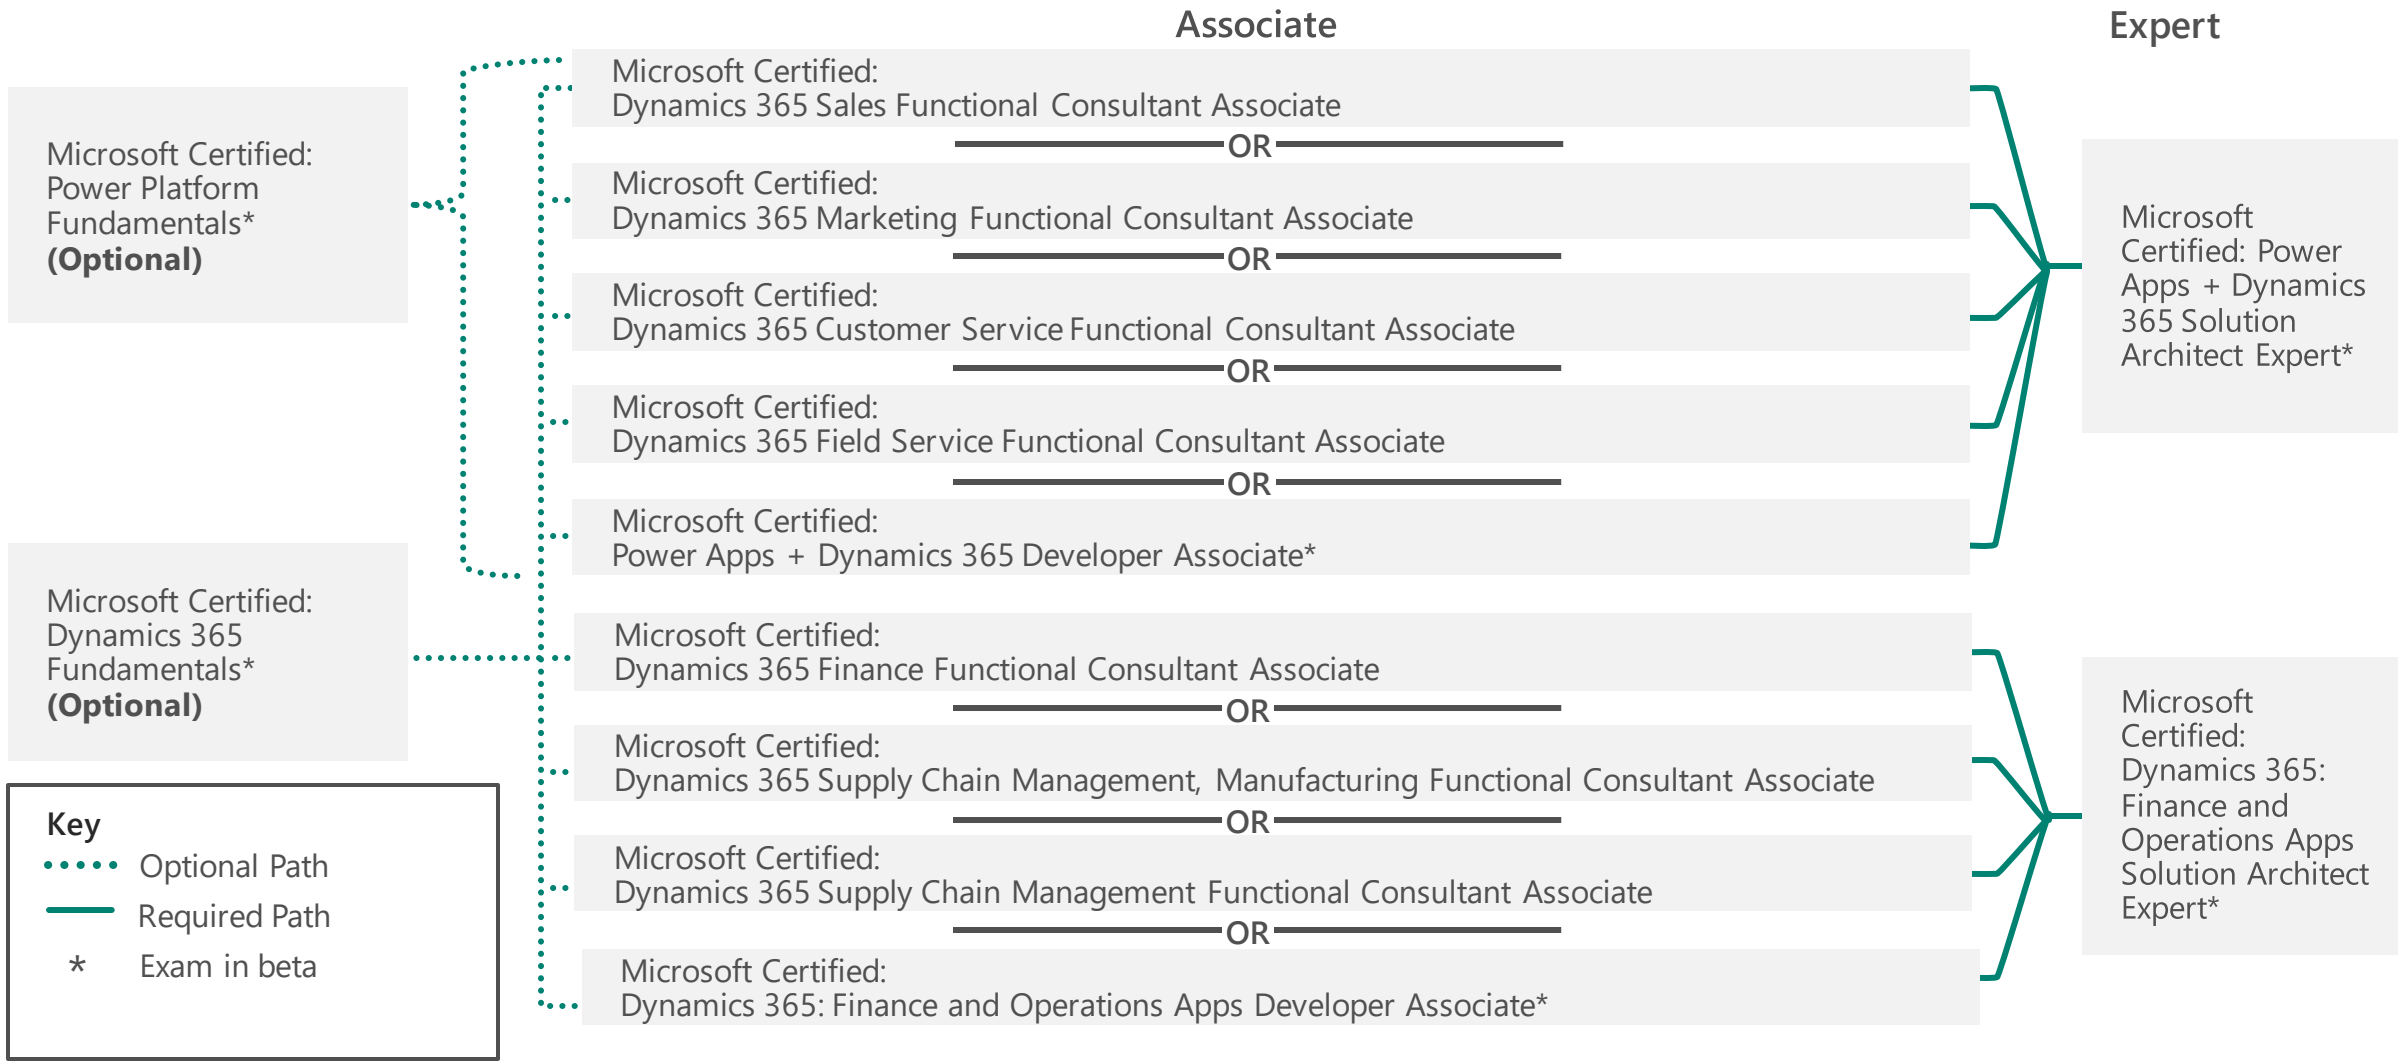 Associate
Expert
Microsoft Certified:
Power Platform
Fundamentals*
(Optional)
Microsoft Certified:
Dynamics 365
Fundamentals*
(Optional)
Key
Optional Path
Required Path
* Exam in beta
Microsoft Certified:
Dynamics 365 Sales Functional Consultant Associate
OR
Microsoft Certified:
Dynamics 365 Marketing Functional Consultant Associate
OR
Microsoft Certified:
Dynamics 365 Customer Service Functional Consultant Associate
OR
Microsoft Certified:
Dynamics 365 Field Service Functional Consultant Associate
OR
Microsoft Certified:
Power Apps + Dynamics 365 Developer Associate*
Microsoft Certified:
Dynamics 365 Finance Functional Consultant Associate
OR
Microsoft Certified:
Dynamics 365 Supply Chain Management, Manufacturing Functional Consultant Associate
OR
Microsoft Certified:
Dynamics 365 Supply Chain Management Functional Consultant Associate
OR
Microsoft Certified:
Dynamics 365: Finance and Operations Apps Developer Associate*
Microsoft
Certified: Power
Apps + Dynamics
365 Solution
Architect Expert*
Microsoft
Certified:
Dynamics 365:
Finance and
Operations Apps
Solution Architect
Expert*